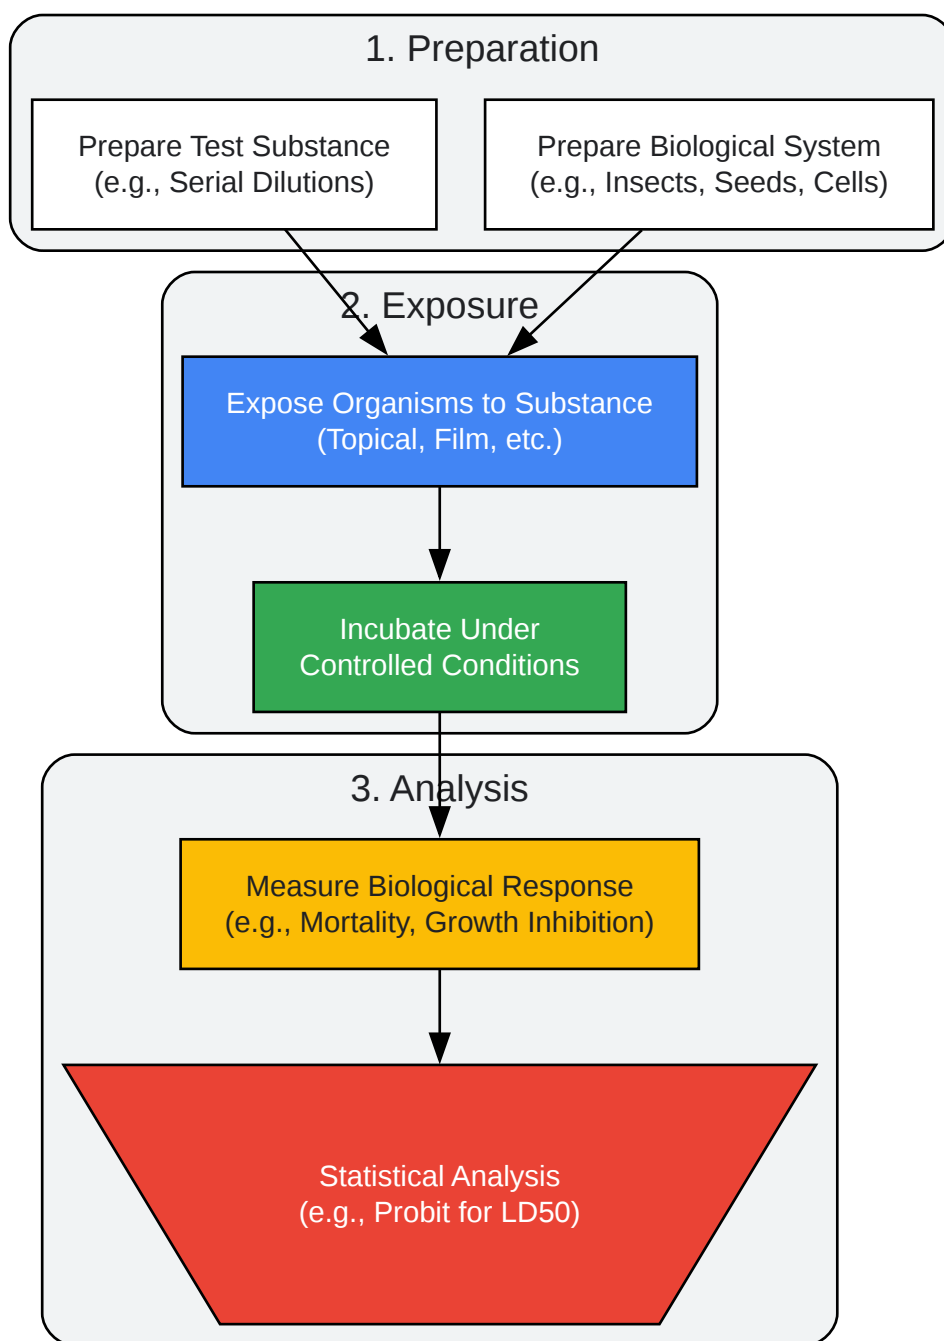 1. Preparation
Prepare Test Substance
(e.g., Serial Dilutions)
Prepare Biological System
(e.g., Insects, Seeds, Cells)
2. Exposure
Expose Organisms to Substance
(Topical, Film, etc.)
Incubate Under
Controlled Conditions
3. Analysis
Measure Biological Response
(e.g., Mortality, Growth Inhibition)
Statistical Analysis
(e.g., Probit for LD50)